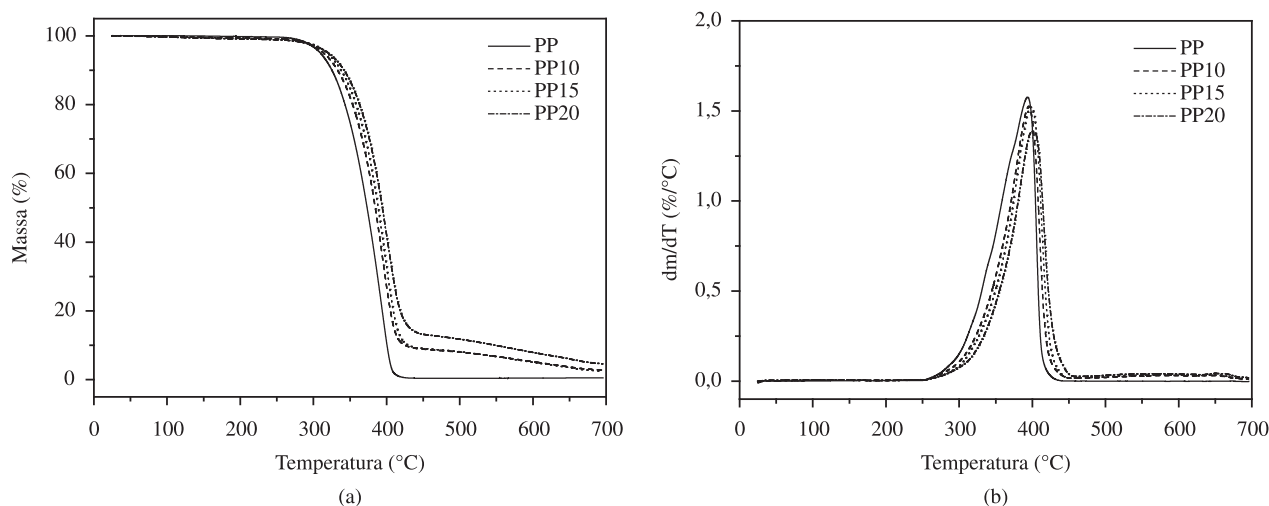 100
80
60
40
20
0
Massa (%)
PP
PP10
PP15
PP20
0 100 200 300 400 500 600 700
Temperatura (°C)
(a)
2,0
1,5
1,0
0,5
0,0
dm/dT (%/°C)
PP
PP10
PP15
PP20
0 100 200 300 400 500 600 700
Temperatura (°C)
(b)